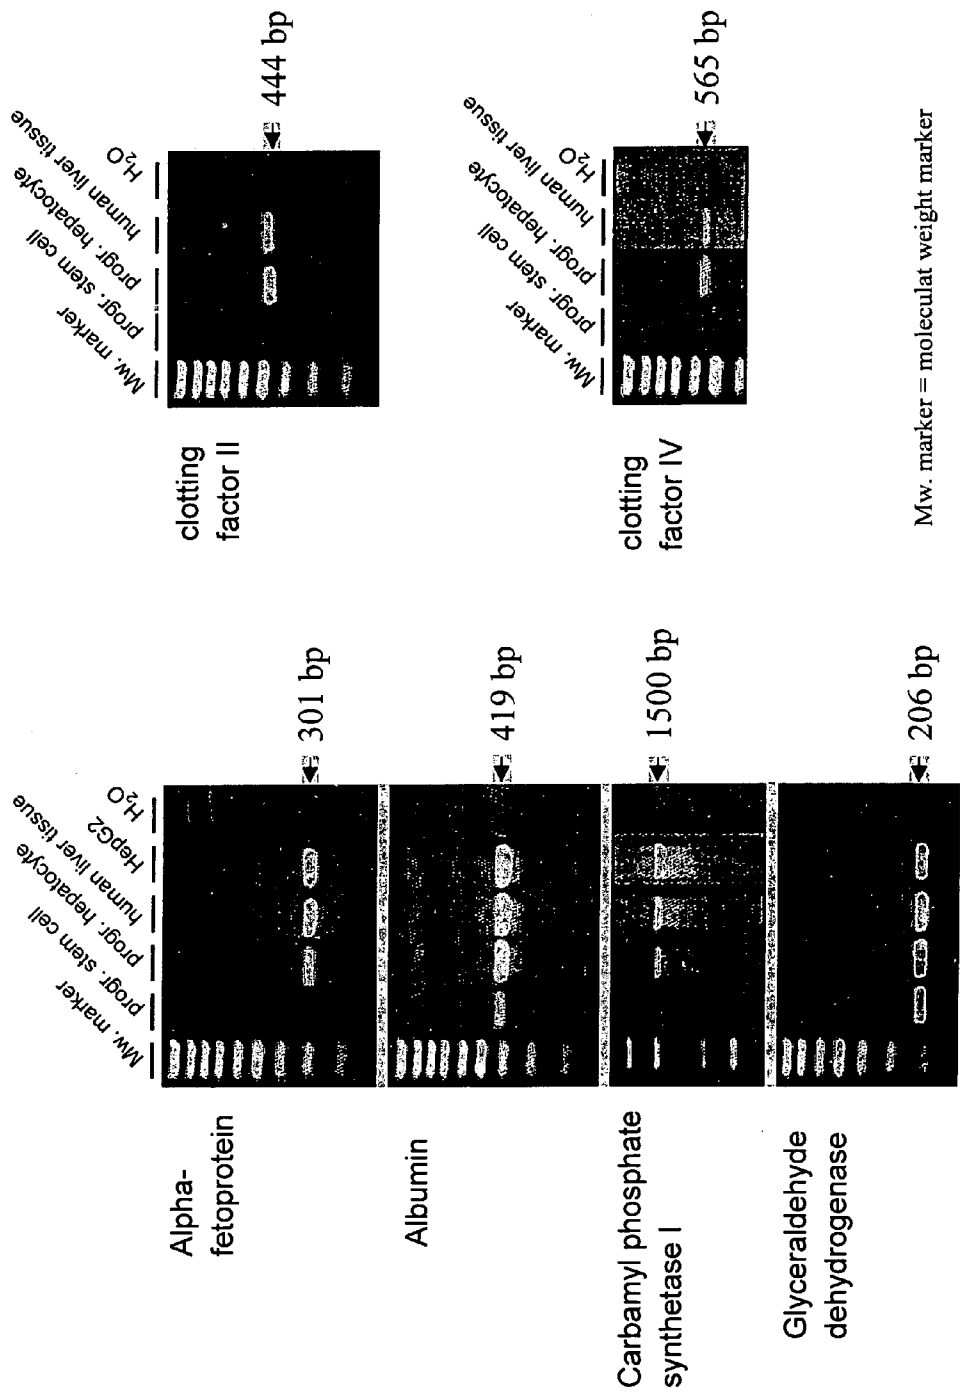 Mw. marker
progr. stem cell
progr. hepatocyte
human liver tissue
HepG2
H₂O
Alpha-
fetoprotein
301 bp
Albumin
419 bp
Carbamyl phosphate
synthetase I
1500 bp
Glyceraldehyde
dehydrogenase
206 bp
Mw. marker
progr. stem cell
progr. hepatocyte
human liver tissue
H₂O
clotting
factor II
444 bp
Mw. marker
progr. stem cell
progr. hepatocyte
human liver tissue
H₂O
clotting
factor IV
565 bp
Mw. marker = moleculat weight marker